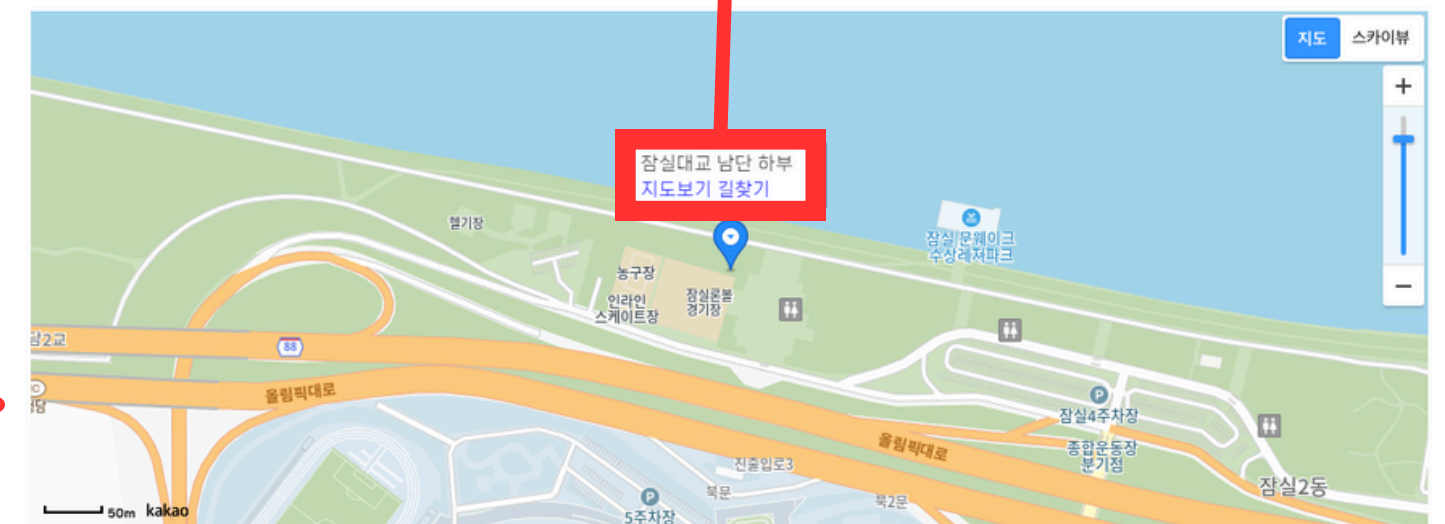 지도 스카이뷰
잠실대교 남단 하부
지도보기 길찾기
헬기장
잠실 문웨이크
수상레저파크
농구장
인라인
스케이트장
잠실론볼
경기장
담2교
88
올림픽대로
잠실4주차장
올림픽대로
종합운동장
분기점
진출입로3
잠실2동
북문
북2문
5주차장
50m kakao